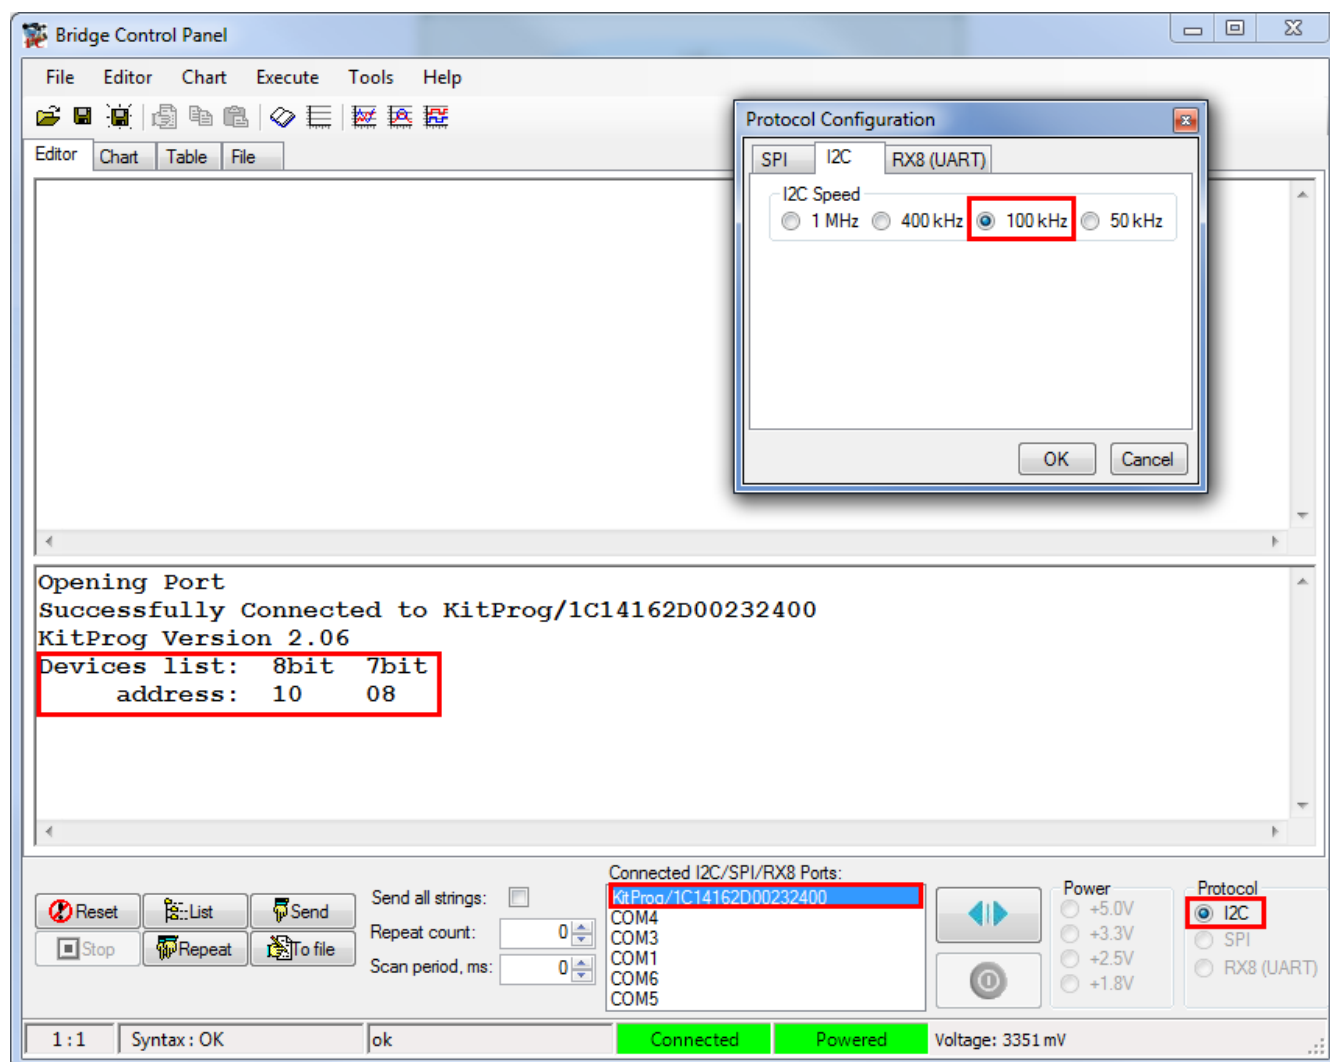 Bridge Control Panel
File Editor Chart Execute Tools Help
Editor Chart Table File
Protocol Configuration
SPI I2C RX8 (UART)
I2C Speed
1 MHz 400 kHz 100 kHz 50 kHz
OK Cancel
Opening Port
Successfully Connected to KitProg/1C14162D00232400
KitProg Version 2.06
Devices list: 8bit 7bit
address: 10 08
Reset List Send
Stop Repeat To file
Send all strings:
Repeat count: 0
Scan period, ms: 0
Connected I2C/SPI/RX8 Ports:
KitProg/1C14162D00232400
COM4
COM3
COM1
COM6
COM5
Power
+5.0V
+3.3V
+2.5V
+1.8V
Protocol
I2C
SPI
RX8 (UART)
1:1 Syntax : OK ok Connected Powered Voltage: 3351 mV